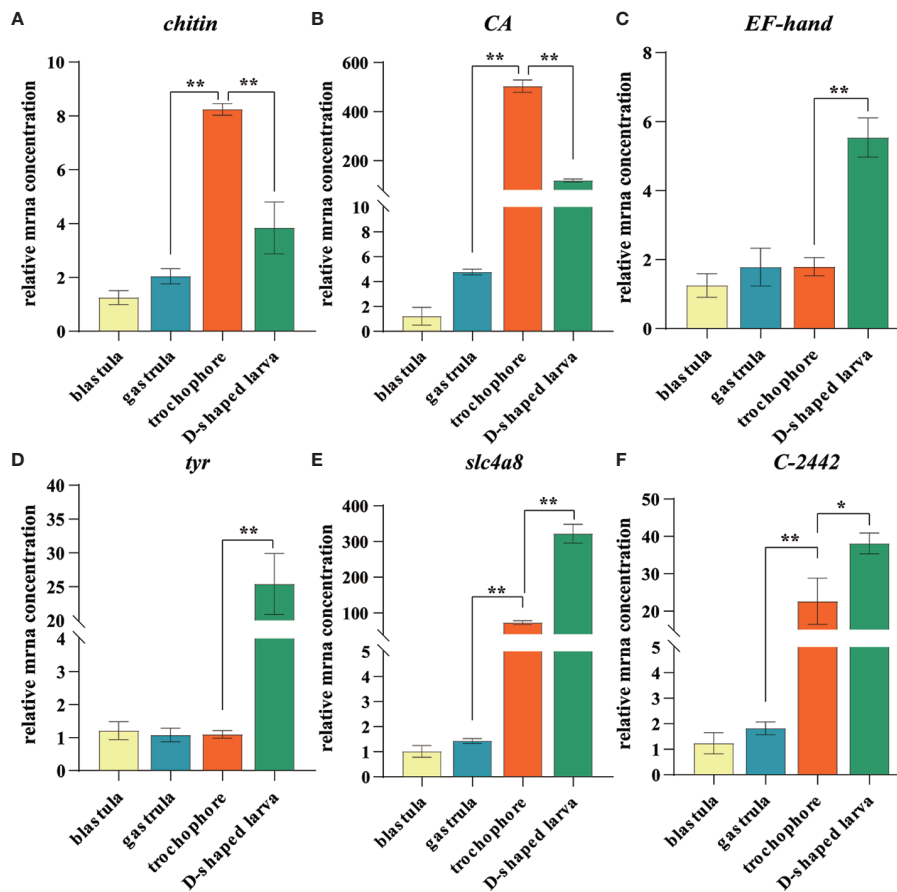 A
chitin
relative mrna concentration
10
8
6
4
2
0
**
**
blastula
gastrula
trochophore
D-shaped larva
B
CA
relative mrna concentration
600
400
200
10
8
6
4
2
0
**
**
blastula
gastrula
trochophore
D-shaped larva
C
EF-hand
relative mrna concentration
8
6
4
2
0
**
blastula
gastrula
trochophore
D-shaped larva
D
tyr
relative mrna concentration
40
35
30
25
20
4
3
2
1
0
**
blastula
gastrula
trochophore
D-shaped larva
E
slc4a8
relative mrna concentration
400
300
200
100
5
4
3
2
1
0
**
**
blastula
gastrula
trochophore
D-shaped larva
F
C-2442
relative mrna concentration
50
40
30
20
5
4
3
2
1
0
**
*
blastula
gastrula
trochophore
D-shaped larva